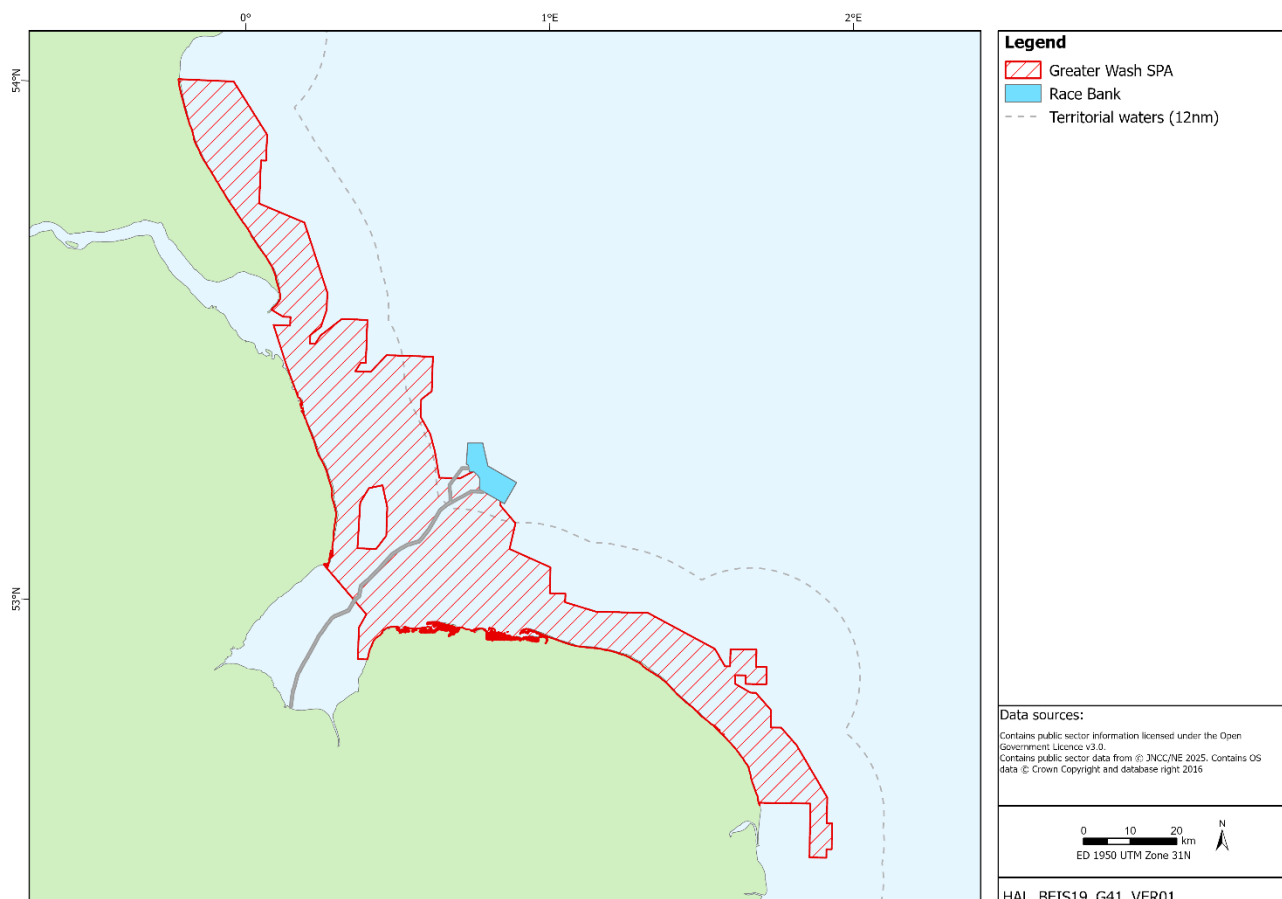 0°
1°E
2°E
54°N
53°N
Legend
Greater Wash SPA
Race Bank
Territorial waters (12nm)
Data sources:
Contains public sector information licensed under the Open
Government Licence v3.0.
Contains public sector data from © JNCC/NE 2025. Contains OS
data © Crown Copyright and database right 2016
0 10 20
km
N
ED 1950 UTM Zone 31N
HAL_BEIS19_G41_VER01